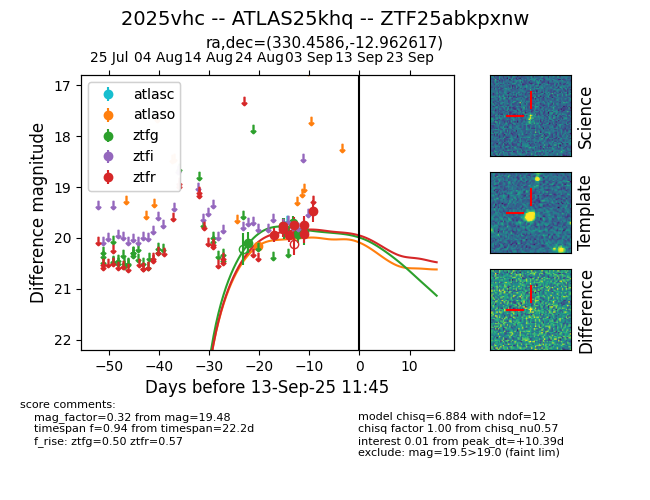 2025vhc -- ATLAS25khq -- ZTF25abkpxnw
ra,dec=(330.4586,-12.962617)
25 Jul 04 Aug 14 Aug 24 Aug 03 Sep 13 Sep 23 Sep
17
18
19
20
21
22
Difference magnitude
atlasc
atlaso
ztfg
ztfi
ztfr
−50 −40 −30 −20 −10 0 10
Days before 13-Sep-25 11:45
Science
Template
Difference
score comments:
mag_factor=0.32 from mag=19.48
timespan f=0.94 from timespan=22.2d
f_rise: ztfg=0.50 ztfr=0.57
model chisq=6.884 with ndof=12
chisq factor 1.00 from chisq_nu0.57
interest 0.01 from peak_dt=+10.39d
exclude: mag=19.5>19.0 (faint lim)